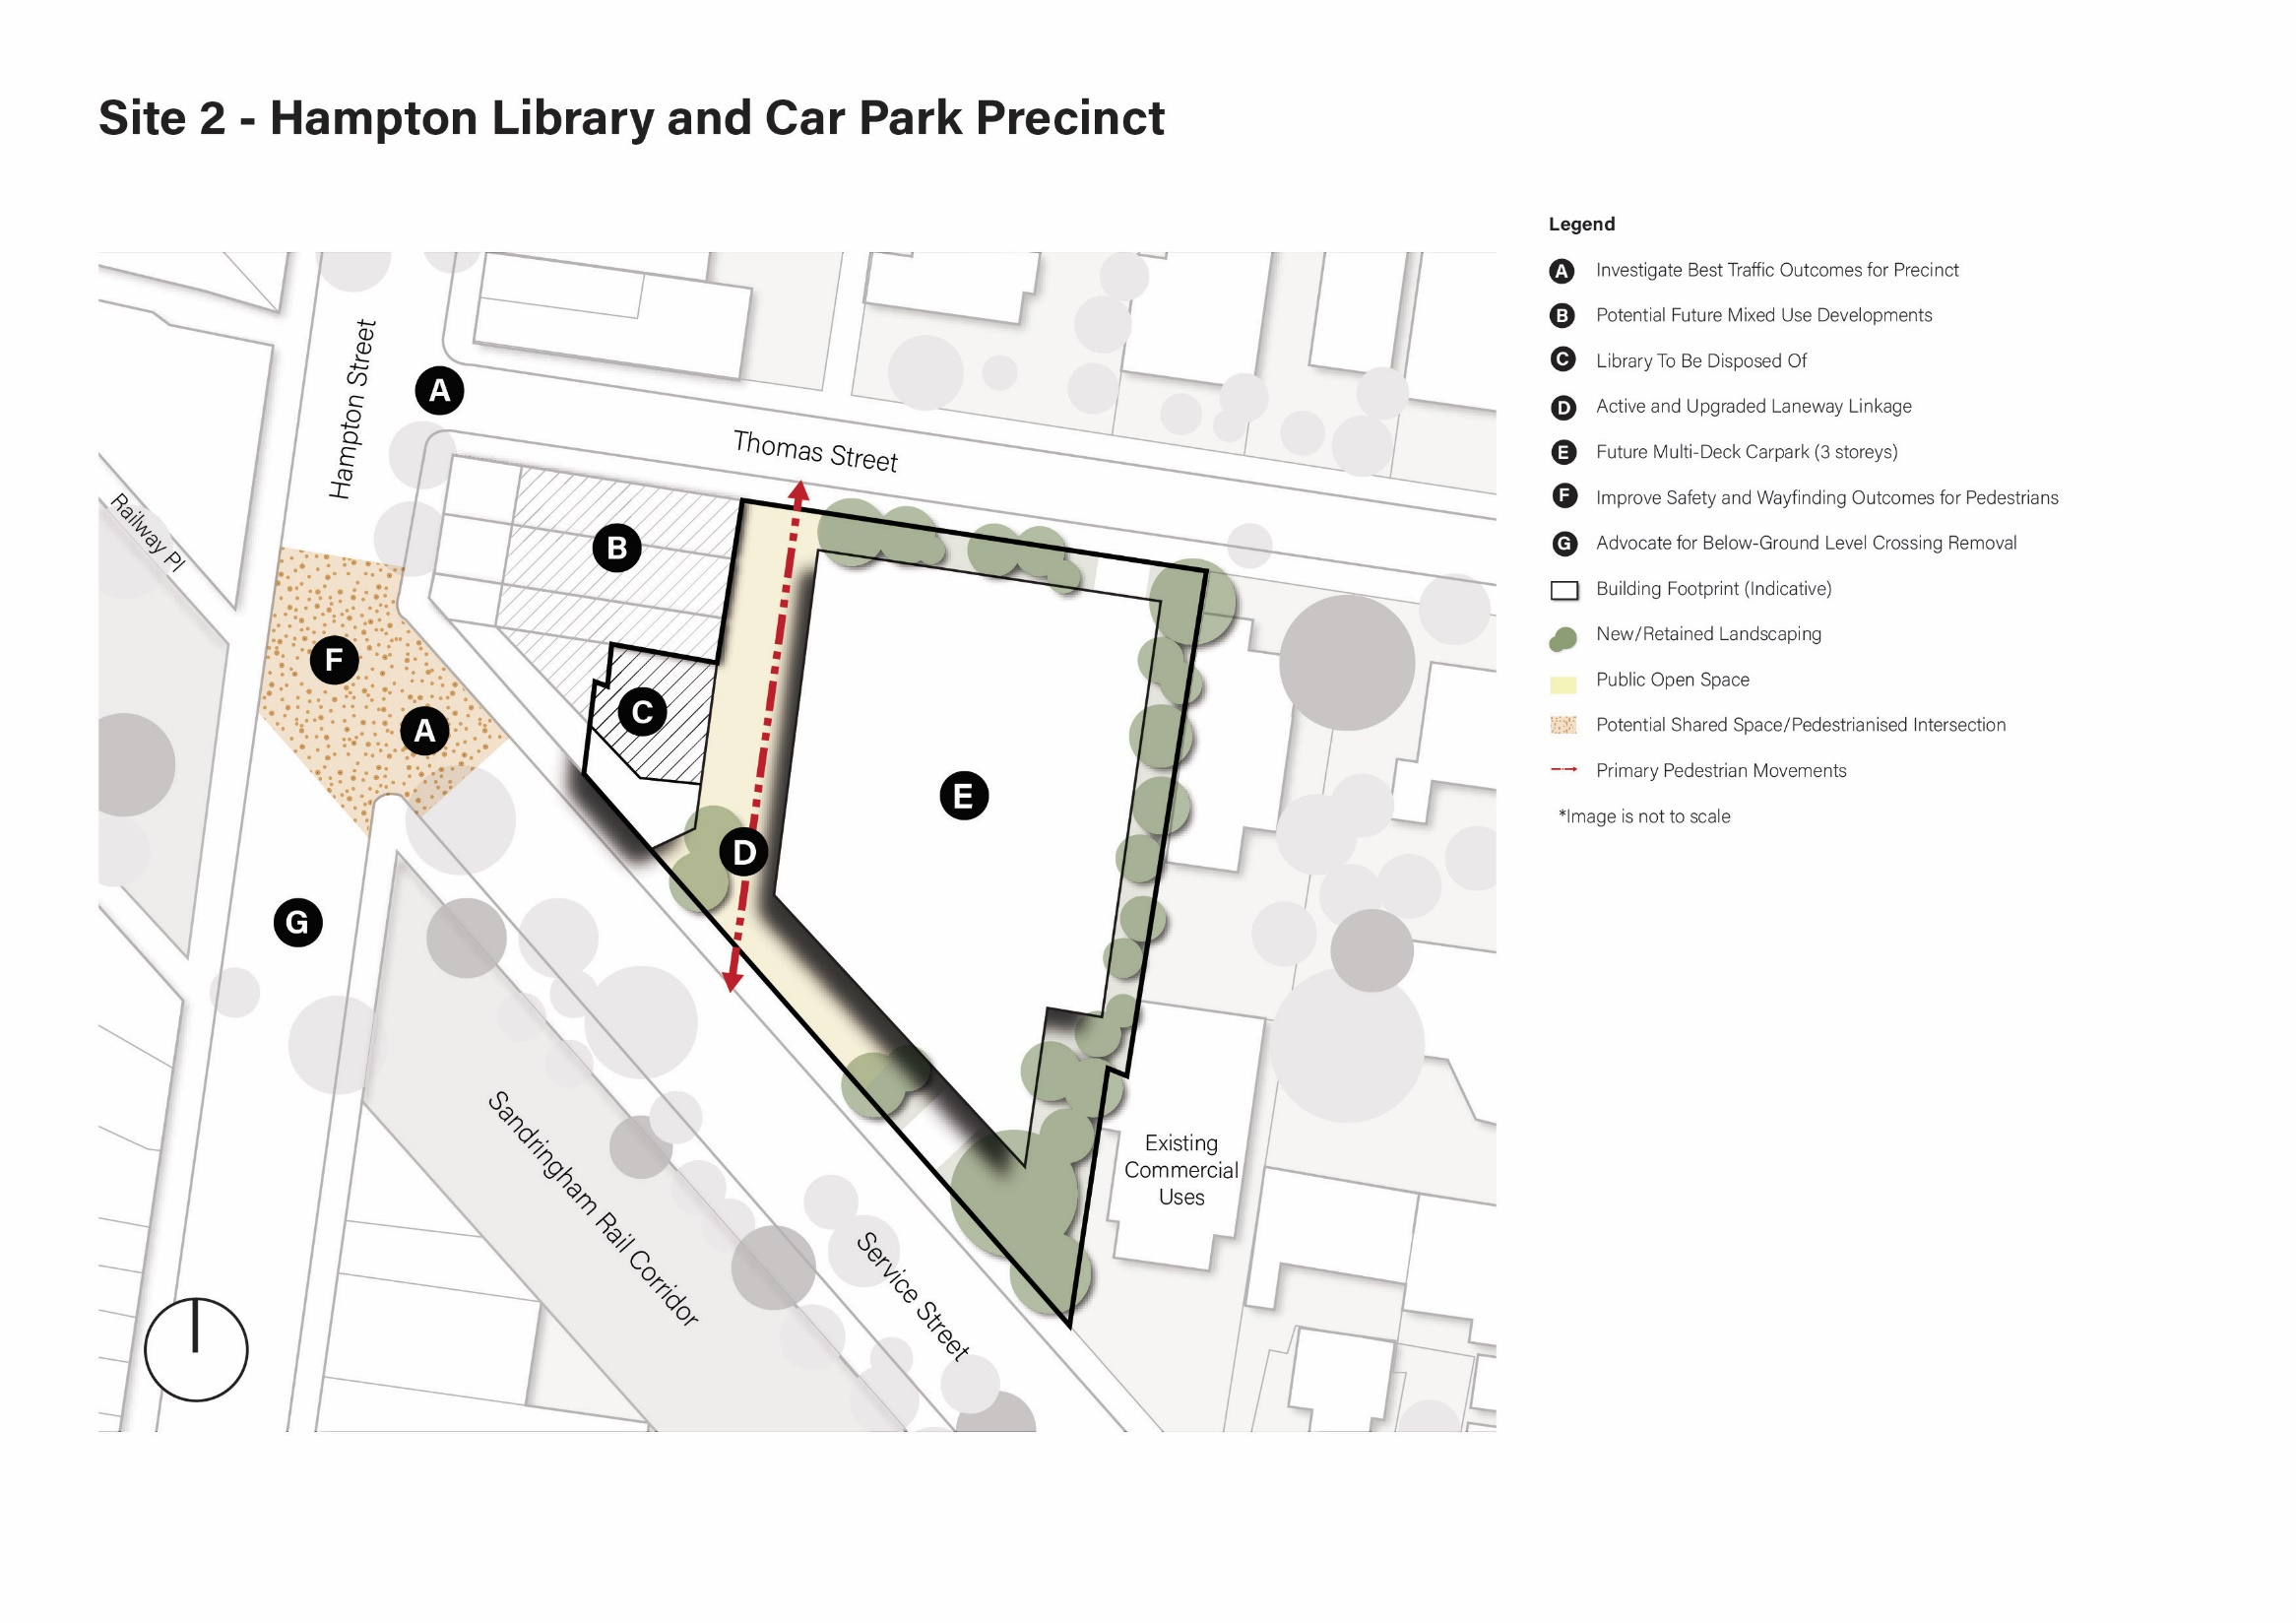 Site 2 - Hampton Library and Car Park Precinct
Legend
A Investigate Best Traffic Outcomes for Precinct
B Potential Future Mixed Use Developments
C Library To Be Disposed Of
D Active and Upgraded Laneway Linkage
E Future Multi-Deck Carpark (3 storeys)
F Improve Safety and Wayfinding Outcomes for Pedestrians
G Advocate for Below-Ground Level Crossing Removal
Building Footprint (Indicative)
New/Retained Landscaping
Public Open Space
Potential Shared Space/Pedestrianised Intersection
Primary Pedestrian Movements
*Image is not to scale
Hampton Street
A
Thomas Street
Railway Pl
B
F
C
A
E
D
G
Existing
Commercial
Uses
Sandringham Rail Corridor
Service Street